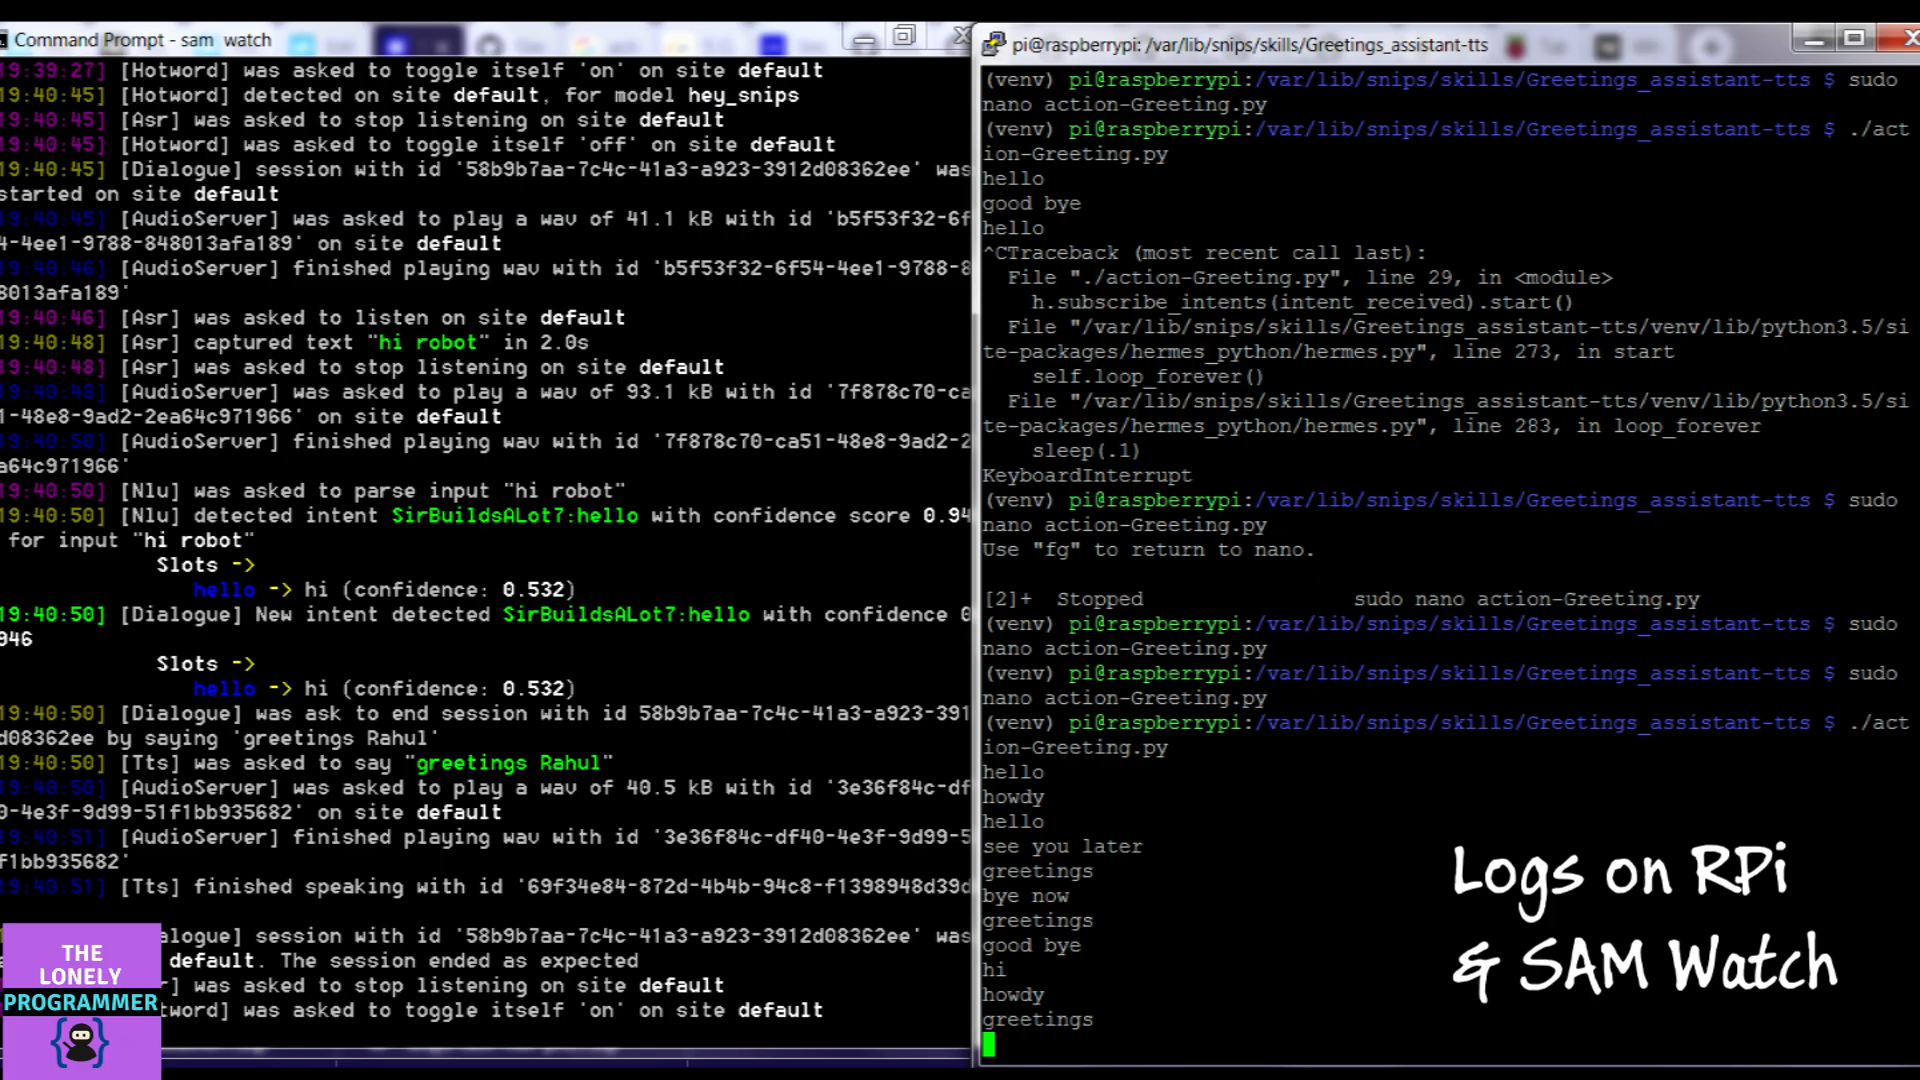 Command Prompt - sam  watch
19:39:27] [Hotword] was asked to toggle itself 'on' on site default
19:40:45] [Hotword] detected on site default, for model hey_snips
19:40:45] [Asr] was asked to stop listening on site default
19:40:45] [Hotword] was asked to toggle itself 'off' on site default
19:40:45] [Dialogue] session with id '58b9b7aa-7c4c-41a3-a923-3912d08362ee' was
started on site default
19:40:45] [AudioServer] was asked to play a wav of 41.1 kB with id 'b5f53f32-6f
4-4ee1-9788-848013afa189' on site default
19:40:46] [AudioServer] finished playing wav with id 'b5f53f32-6f54-4ee1-9788-8
8013afa189'
19:40:46] [Asr] was asked to listen on site default
19:40:48] [Asr] captured text "hi robot" in 2.0s
19:40:48] [Asr] was asked to stop listening on site default
19:40:48] [AudioServer] was asked to play a wav of 93.1 kB with id '7f878c70-ca
1-48e8-9ad2-2ea64c971966' on site default
19:40:50] [AudioServer] finished playing wav with id '7f878c70-ca51-48e8-9ad2-2
a64c971966'
19:40:50] [Nlu] was asked to parse input "hi robot"
19:40:50] [Nlu] detected intent SirBuildsALot7:hello with confidence score 0.94
for input "hi robot"
Slots ->
hello -> hi (confidence: 0.532)
19:40:50] [Dialogue] New intent detected SirBuildsALot7:hello with confidence 0
946
Slots ->
hello -> hi (confidence: 0.532)
19:40:50] [Dialogue] was ask to end session with id 58b9b7aa-7c4c-41a3-a923-391
d08362ee by saying 'greetings Rahul'
19:40:50] [Tts] was asked to say "greetings Rahul"
19:40:50] [AudioServer] was asked to play a wav of 40.5 kB with id '3e36f84c-df
0-4e3f-9d99-51f1bb935682' on site default
19:40:51] [AudioServer] finished playing wav with id '3e36f84c-df40-4e3f-9d99-5
f1bb935682'
19:40:51] [Tts] finished speaking with id '69f34e84-872d-4b4b-94c8-f1398948d39d
alogue] session with id '58b9b7aa-7c4c-41a3-a923-3912d08362ee' was
default. The session ended as expected
r] was asked to stop listening on site default
tword] was asked to toggle itself 'on' on site default
THE
LONELY
PROGRAMMER
pi@raspberrypi: /var/lib/snips/skills/Greetings_assistant-tts
(venv) pi@raspberrypi:/var/lib/snips/skills/Greetings_assistant-tts $ sudo
nano action-Greeting.py
(venv) pi@raspberrypi:/var/lib/snips/skills/Greetings_assistant-tts $ ./act
ion-Greeting.py
hello
good bye
hello
^CTraceback (most recent call last):
File "./action-Greeting.py", line 29, in <module>
h.subscribe_intents(intent_received).start()
File "/var/lib/snips/skills/Greetings_assistant-tts/venv/lib/python3.5/si
te-packages/hermes_python/hermes.py", line 273, in start
self.loop_forever()
File "/var/lib/snips/skills/Greetings_assistant-tts/venv/lib/python3.5/si
te-packages/hermes_python/hermes.py", line 283, in loop_forever
sleep(.1)
KeyboardInterrupt
(venv) pi@raspberrypi:/var/lib/snips/skills/Greetings_assistant-tts $ sudo
nano action-Greeting.py
Use "fg" to return to nano.
[2]+  Stopped                 sudo nano action-Greeting.py
(venv) pi@raspberrypi:/var/lib/snips/skills/Greetings_assistant-tts $ sudo
nano action-Greeting.py
(venv) pi@raspberrypi:/var/lib/snips/skills/Greetings_assistant-tts $ sudo
nano action-Greeting.py
(venv) pi@raspberrypi:/var/lib/snips/skills/Greetings_assistant-tts $ ./act
ion-Greeting.py
hello
howdy
hello
see you later
greetings
bye now
greetings
good bye
hi
howdy
greetings
Logs on RPi
& SAM Watch